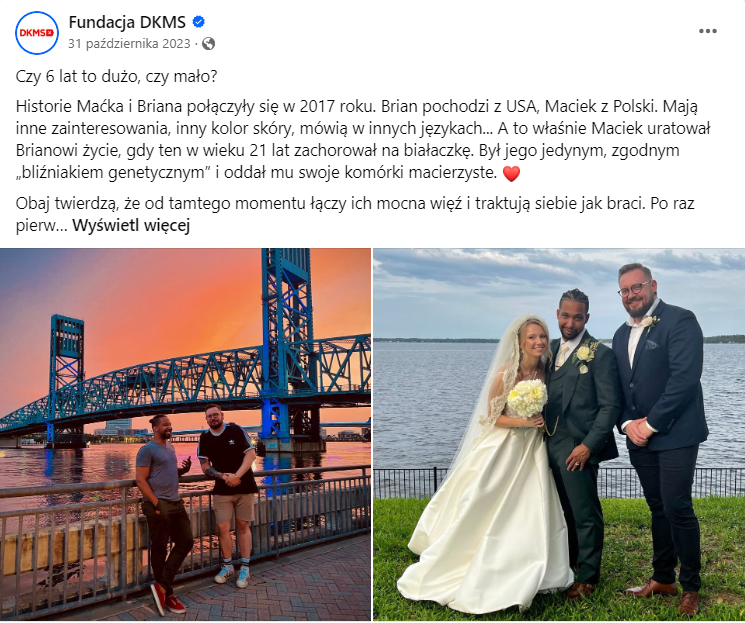 DKMS
Fundacja DKMS
31 października 2023 ·
Czy 6 lat to dużo, czy mało?
Historie Maćka i Briana połączyły się w 2017 roku. Brian pochodzi z USA, Maciek z Polski. Mają
inne zainteresowania, inny kolor skóry, mówią w innych językach... A to właśnie Maciek uratował
Brianowi życie, gdy ten w wieku 21 lat zachorował na białaczkę. Był jego jedynym, zgodnym
„bliźniakiem genetycznym” i oddał mu swoje komórki macierzyste. ♥️
Obaj twierdzą, że od tamtego momentu łączy ich mocna więź i traktują siebie jak braci. Po raz
pierw... Wyświetl więcej